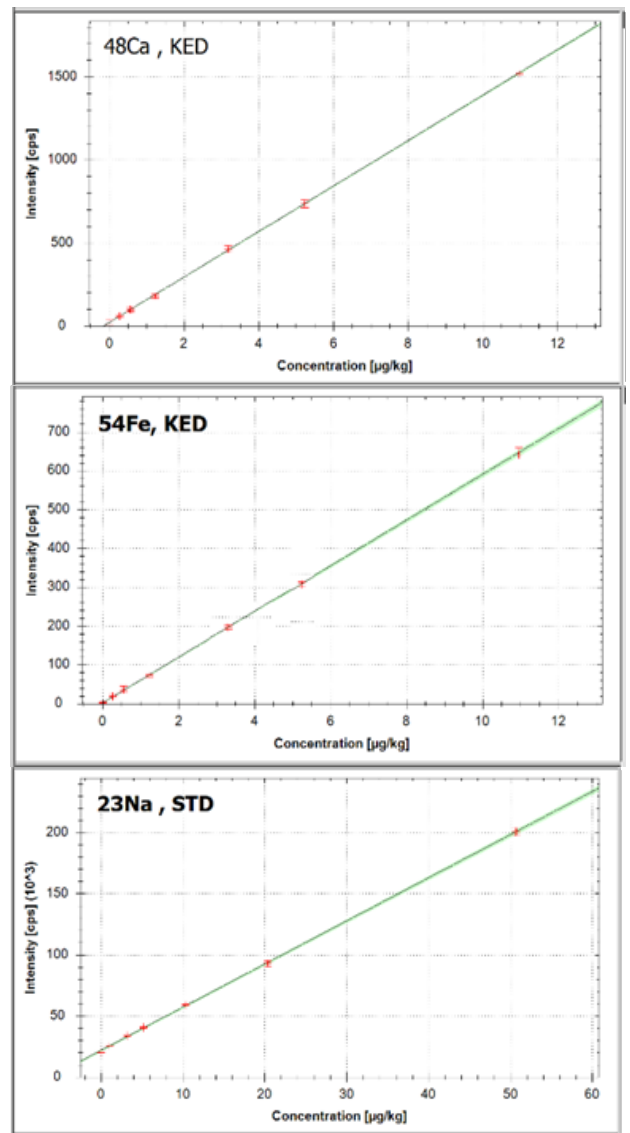 48Ca , KED
Intensity [cps]
1500
1000
500
0
0 2 4 6 8 10 12
Concentration [µg/kg]
54Fe, KED
Intensity [cps]
700
600
500
400
300
200
100
0
0 2 4 6 8 10 12
Concentration [µg/kg]
23Na , STD
Intensity [cps] (10^3)
200
150
100
50
0
0 10 20 30 40 50 60
Concentration [µg/kg]